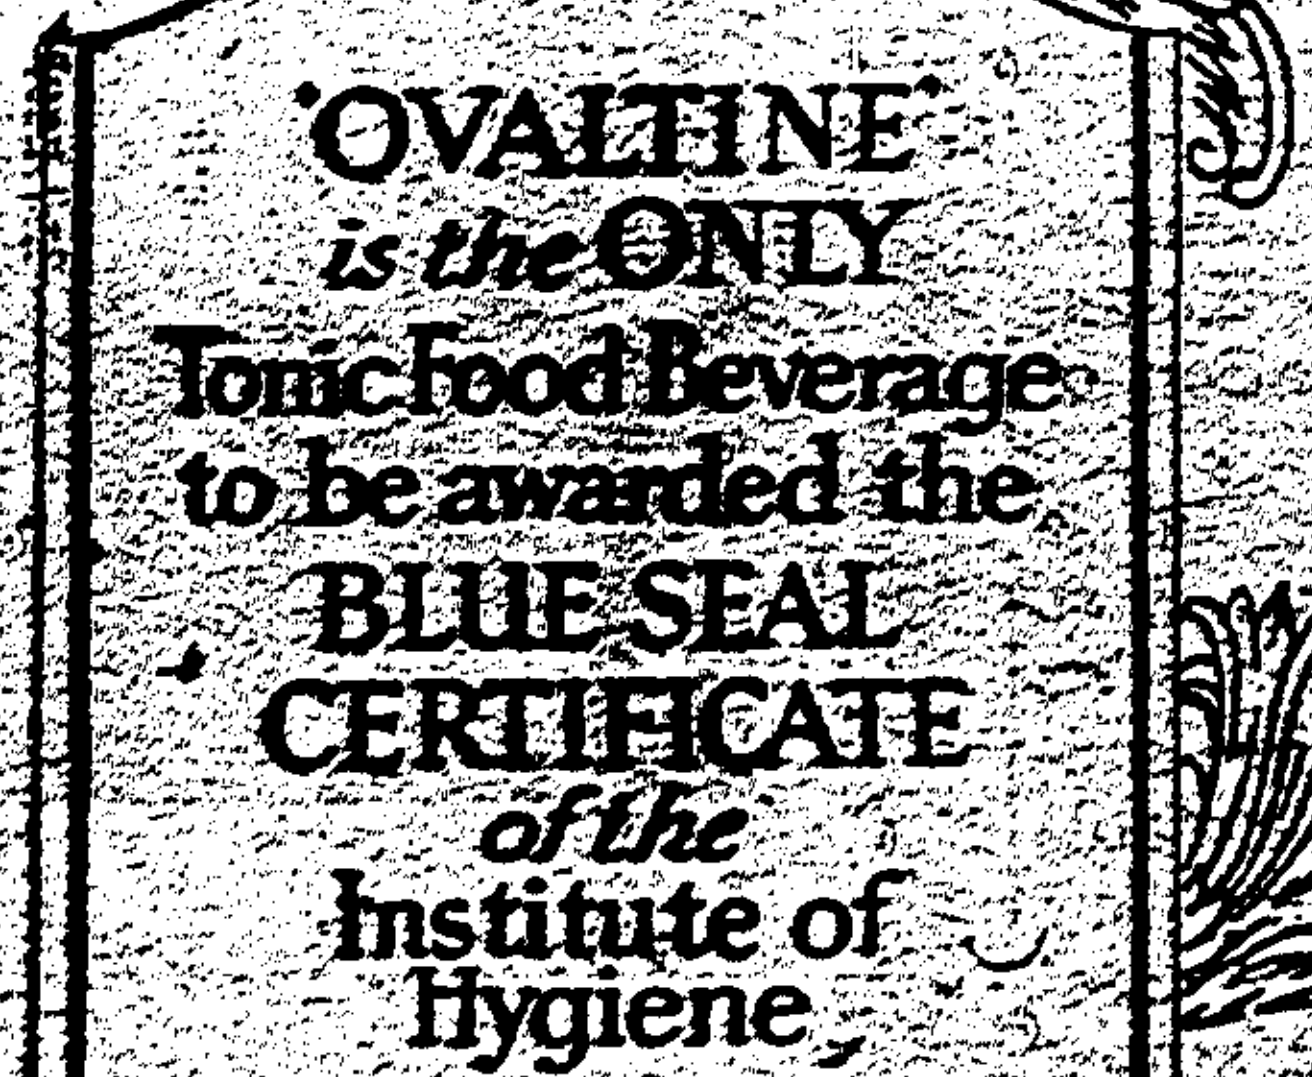 'OVALTINE'
is the ONLY
Tonic Food Beverage
to be awarded the
BLUE SEAL
CERTIFICATE
of the
Institute of
Hygiene